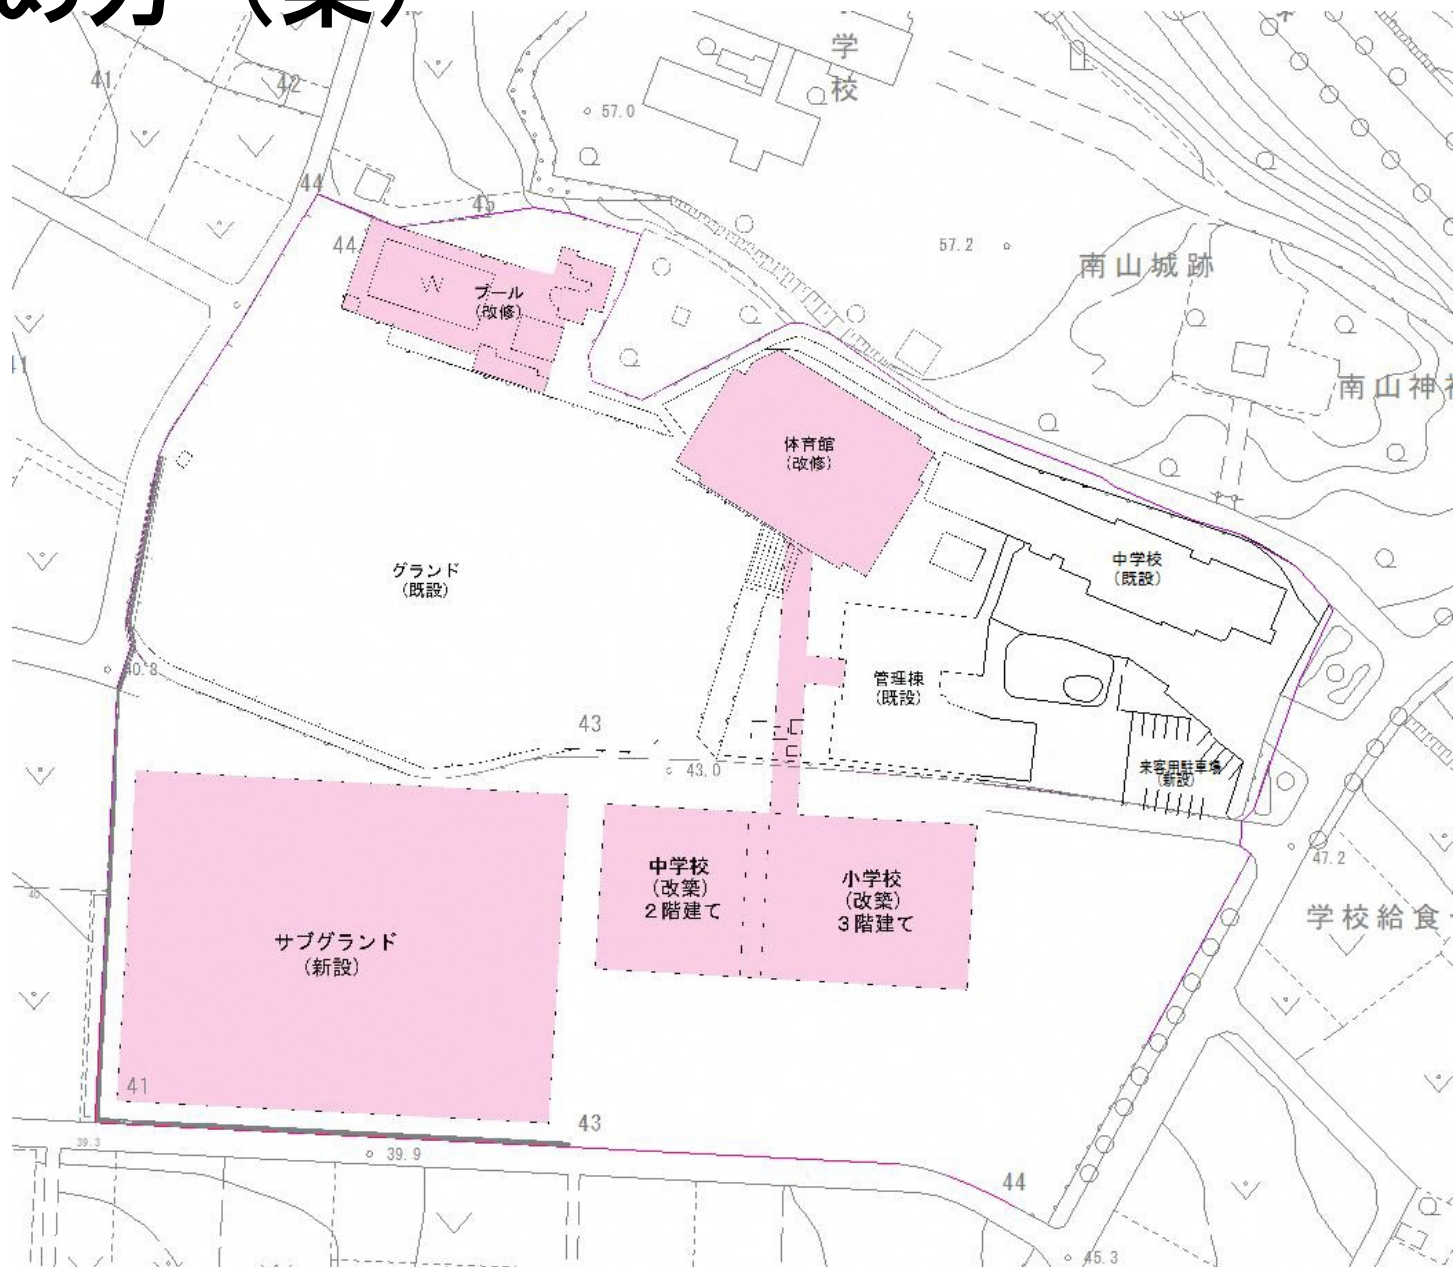 め方（案）
学
校
41
42
57.0
44
45
44
57.2
南山城跡
プール
(改修)
41
南山神
体育館
(改修)
グランド
(既設)
中学校
(既設)
40.8
管理棟
(既設)
43
43.0
来客用駐車場
(新設)
47.2
中学校
(改築)
２階建て
小学校
(改築)
３階建て
40
学校給食
サブグランド
(新設)
41
43
39.3
39.9
44
45.3